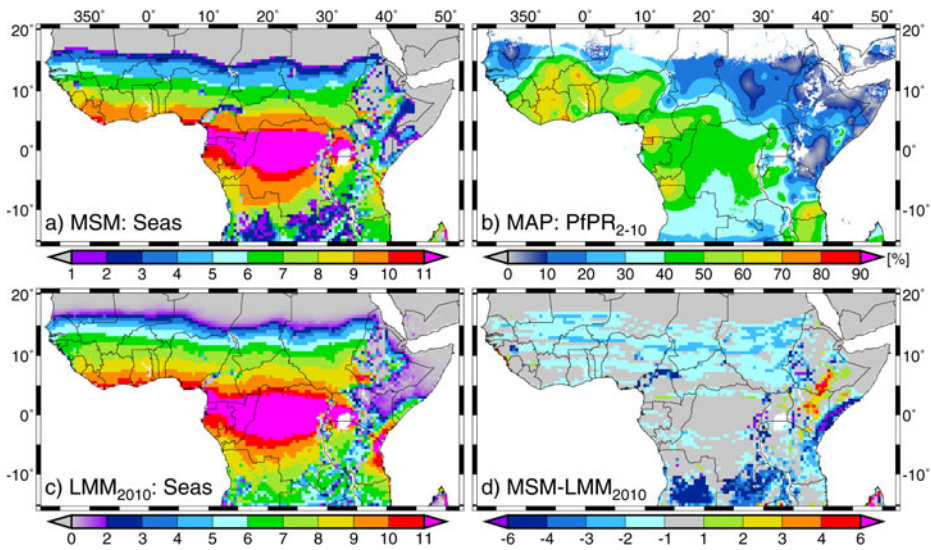 350° 0° 10° 20° 30° 40° 50° 350° 0° 10° 20° 30° 40° 50°
20° 20°
10° 10°
0° 0°
-10° -10°
a) MSM: Seas b) MAP: PfPR2-10
1 2 3 4 5 6 7 8 9 10 11 0 10 20 30 40 50 60 70 80 90 [%]
20° 20°
10° 10°
0° 0°
-10° -10°
c) LMM2010: Seas d) MSM-LMM2010
0 2 3 4 5 6 7 8 9 10 11 -6 -5 -4 -3 -2 -1 1 2 3 4 6